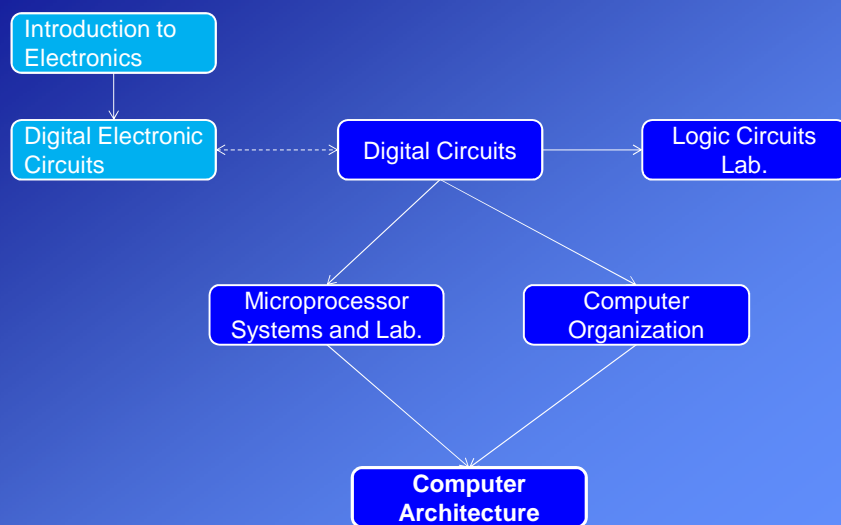 Introduction to
Electronics
Digital Electronic
Circuits
Digital Circuits
Logic Circuits
Lab.
Microprocessor
Systems and Lab.
Computer
Organization
Computer
Architecture